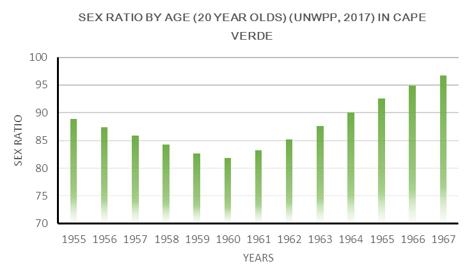 SEX RATIO BY AGE (20 YEAR OLDS) (UNWPP, 2017) IN CAPE
VERDE
100
95
90
85
80
75
70
SEX RATIO
1955 1956 1957 1958 1959 1960 1961 1962 1963 1964 1965 1966 1967
YEARS